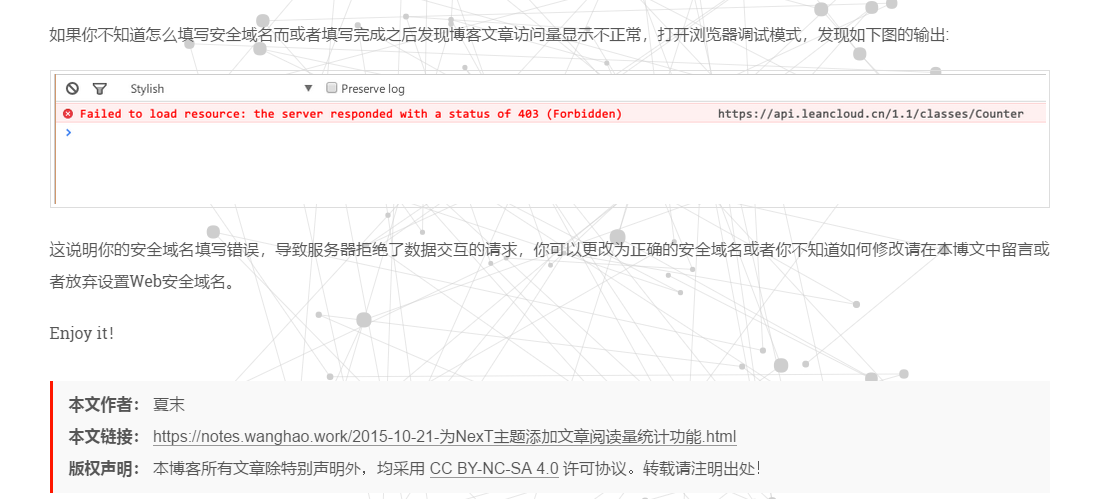 如果你不知道怎么填写安全域名而或者填写完成之后发现博客文章访问量显示不正常，打开浏览器调试模式，发现如下图的输出:
Stylish ▼ Preserve log
Failed to load resource: the server responded with a status of 403 (Forbidden) https://api.leancloud.cn/1.1/classes/Counter
>
这说明你的安全域名填写错误，导致服务器拒绝了数据交互的请求，你可以更改为正确的安全域名或者你不知道如何修改请在本博文中留言或
者放弃设置Web安全域名。
Enjoy it!
本文作者： 夏末
本文链接： https://notes.wanghao.work/2015-10-21-为NexT主题添加文章阅读量统计功能.html
版权声明： 本博客所有文章除特别声明外，均采用 CC BY-NC-SA 4.0 许可协议。转载请注明出处！